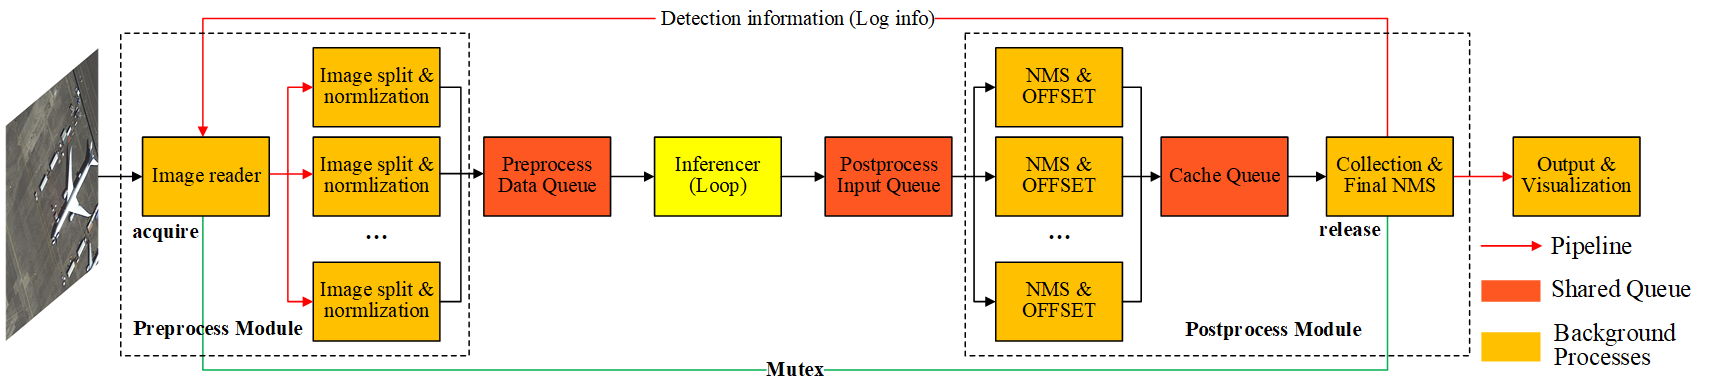 Detection information (Log info)
Image split &
normlization
Image reader
Image split &
normlization
...
Image split &
normlization
acquire
Preprocess Module
Preprocess
Data Queue
Inferencer
(Loop)
Postprocess
Input Queue
NMS &
OFFSET
NMS &
OFFSET
...
NMS &
OFFSET
Cache Queue
Collection &
Final NMS
release
Postprocess Module
Output &
Visualization
Pipeline
Shared Queue
Background
Processes
Mutex